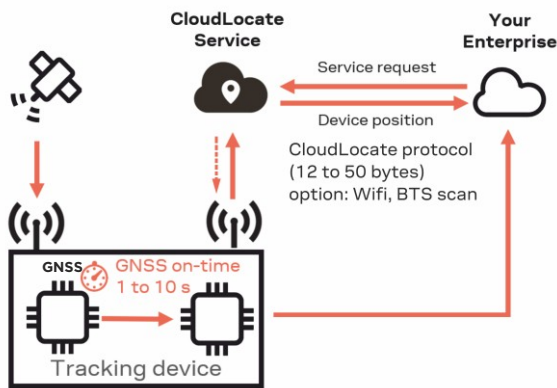 CloudLocate
Service
Your
Enterprise
Service request
Device position
CloudLocate protocol
(12 to 50 bytes)
option: Wifi, BTS scan
GNSS
GNSS on-time
1 to 10 s
Tracking device